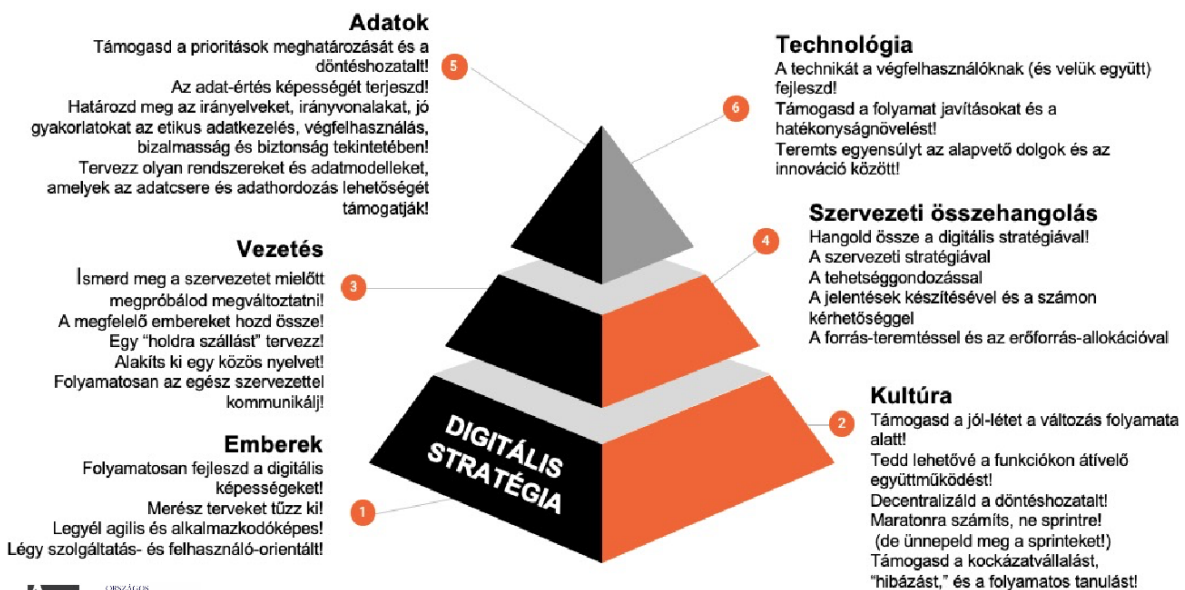 Adatok
Támogasd a prioritások meghatározását és a
döntéshozatalt!
Az adat-értés képességét terjeszd!
Határozd meg az irányelveket, irányvonalakat, jó
gyakorlatokat az etikus adatkezelés, végfelhasználás,
bizalmasság és biztonság tekintetében!
Tervezz olyan rendszereket és adatmodelleket,
amelyek az adatcsere és adathordozás lehetőségét
támogatják!
5
Technológia
A technikát a végfelhasználóknak (és velük együtt)
fejleszd!
Támogasd a folyamat javításokat és a
hatékonyságnövelést!
Teremts egyensúlyt az alapvető dolgok és az
innováció között!
6
Vezetés
Ismerd meg a szervezetet mielőtt
megpróbálod megváltoztatni!
A megfelelő embereket hozd össze!
Egy “holdra szállást” tervezz!
Alakíts ki egy közös nyelvet!
Folyamatosan az egész szervezettel
kommunikálj!
3
Szervezeti összehangolás
Hangold össze a digitális stratégiával!
A szervezeti stratégiával
A tehetséggondozással
A jelentések készítésével és a számon
kérhetőséggel
A forrás-teremtéssel és az erőforrás-allokációval
4
Emberek
Folyamatosan fejleszd a digitális
képességeket!
Merész terveket tűzz ki!
Legyél agilis és alkalmazkodóképes!
Légy szolgáltatás- és felhasználó-orientált!
1
DIGITÁLIS
STRATÉGIA
Kultúra
Támogasd a jól-létet a változás folyamata
alatt!
Tedd lehetővé a funkciókon átívelő
együttműködést!
Decentralizáld a döntéshozatalt!
Maratonra számíts, ne sprintre!
(de ünnepeld meg a sprinteket!)
Támogasd a kockázatvállalást,
“hibázást,” és a folyamatos tanulást!
2
ORSZÁGOS